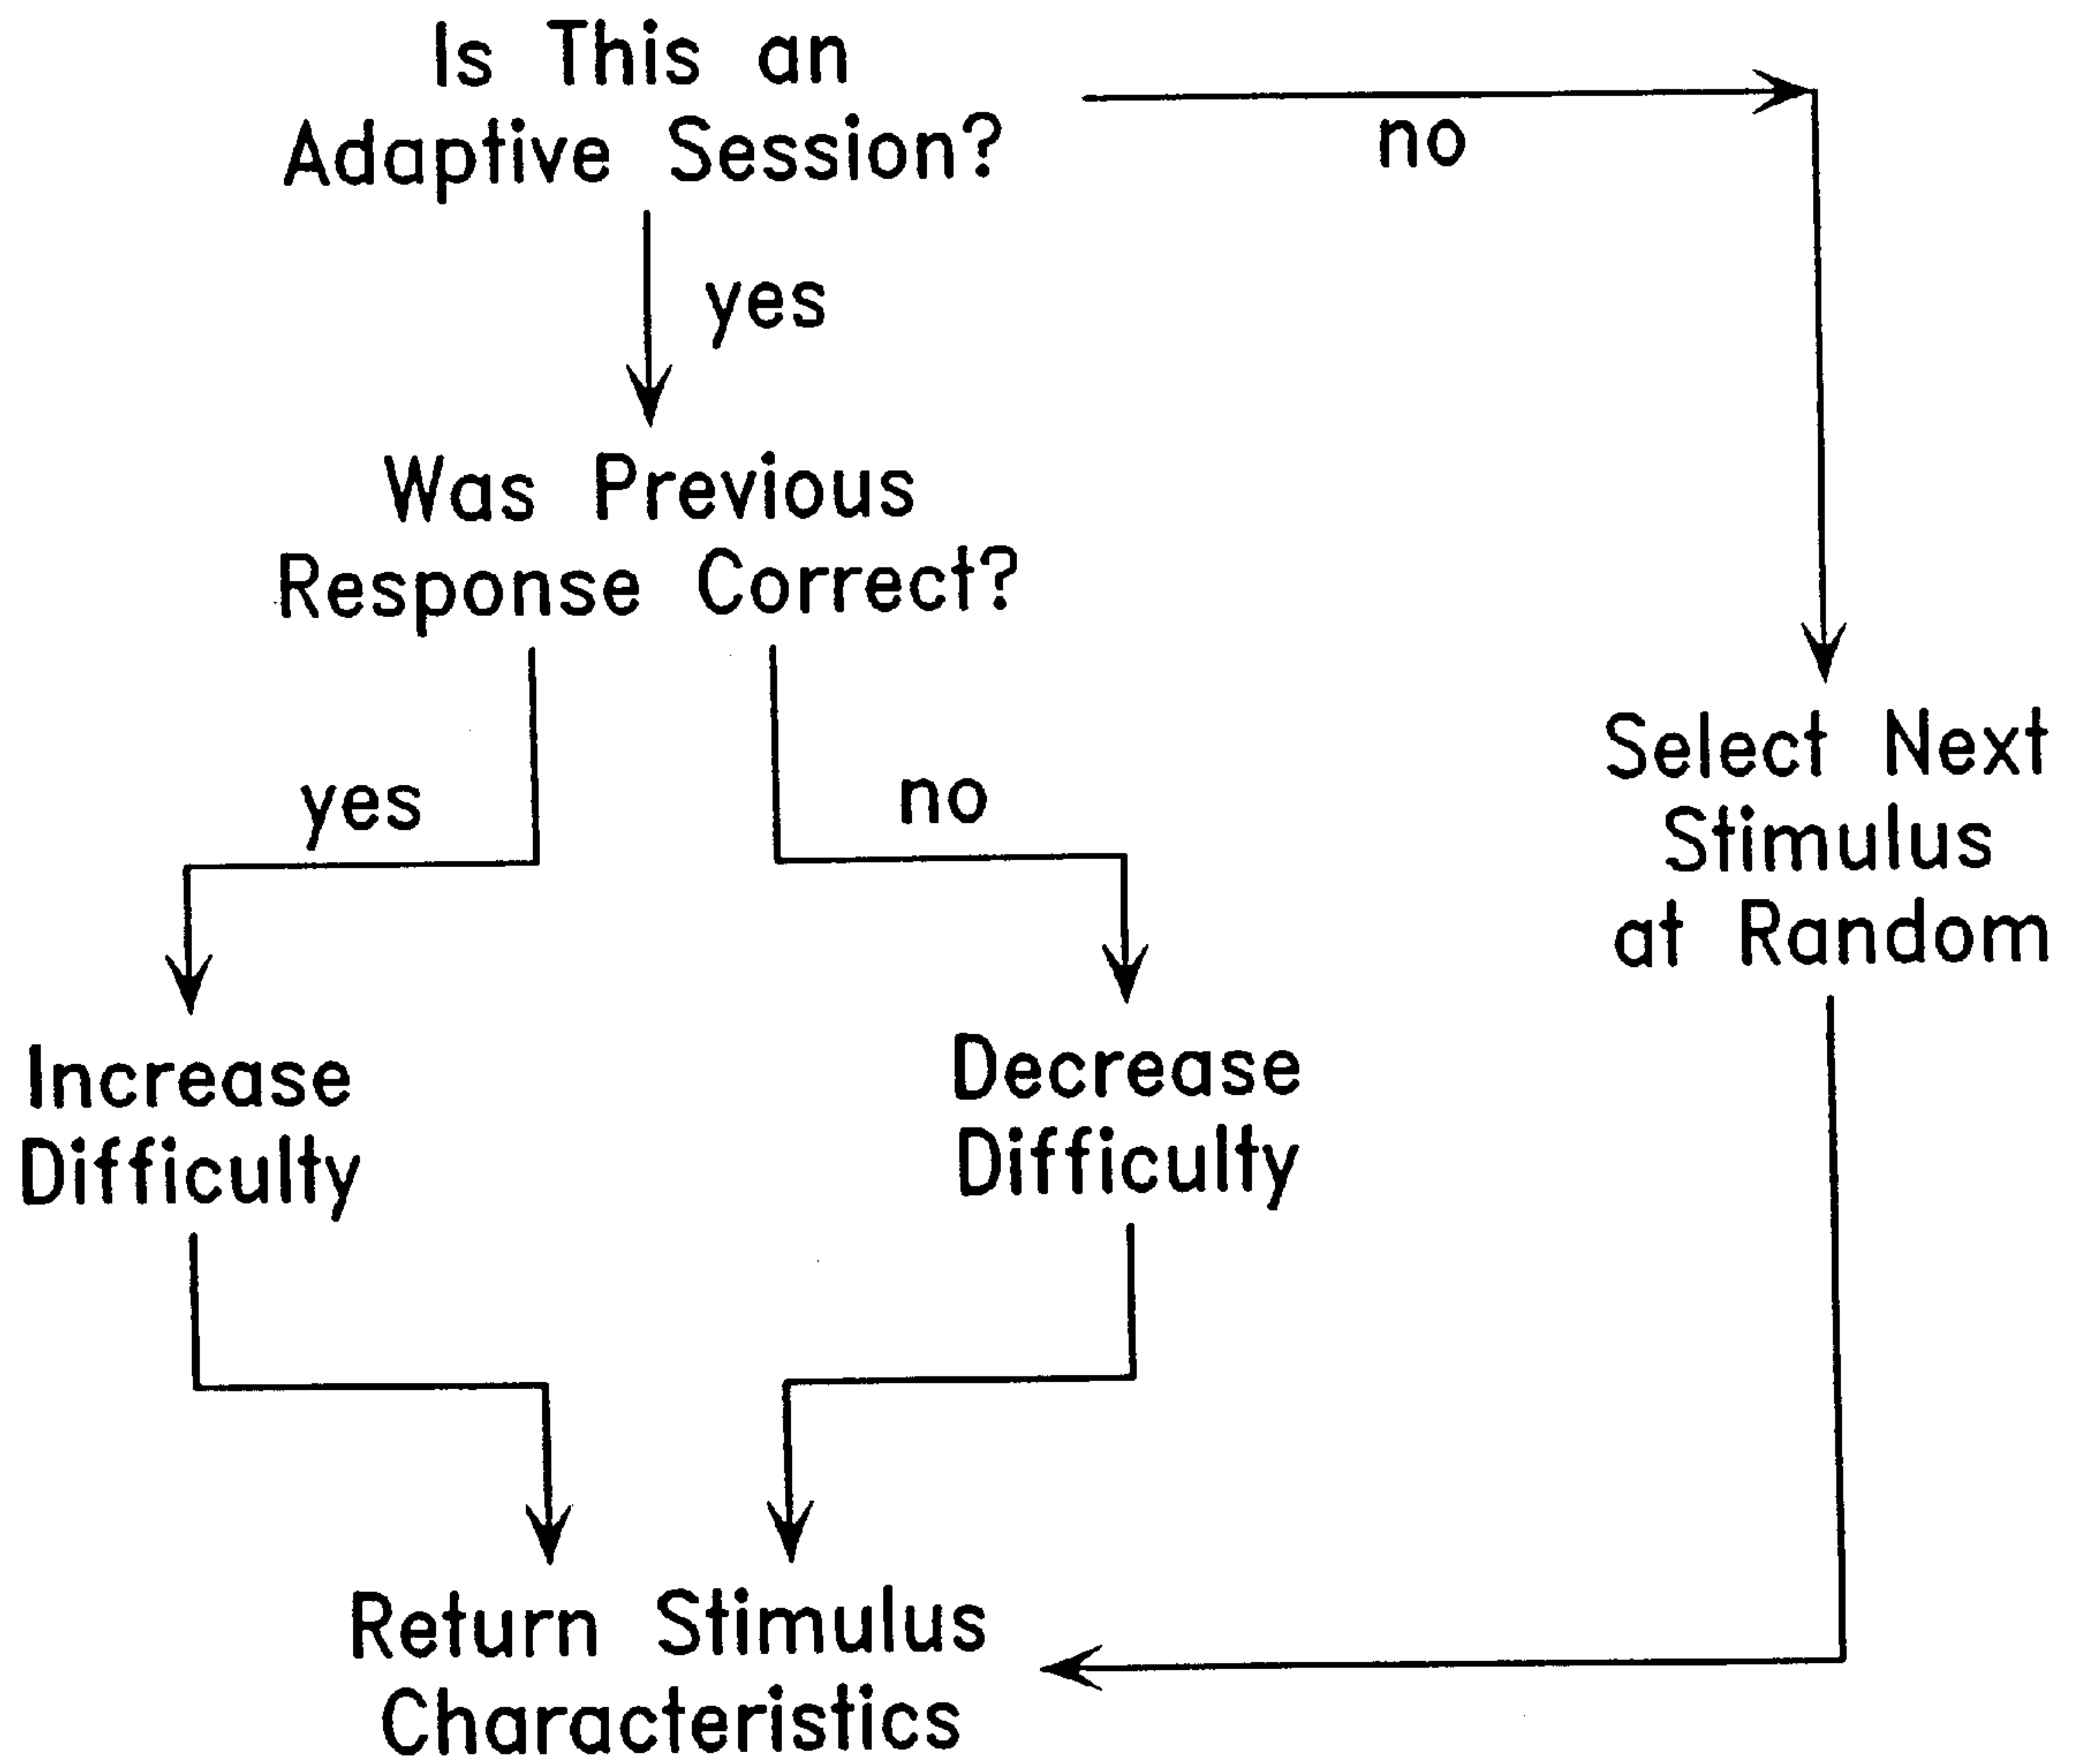 Is This an
Adaptive Session?
no
yes
Was Previous
Response Correct?
yes
no
Select Next
Stimulus
at Random
Increase
Difficulty
Decrease
Difficulty
Return Stimulus
Characteristics